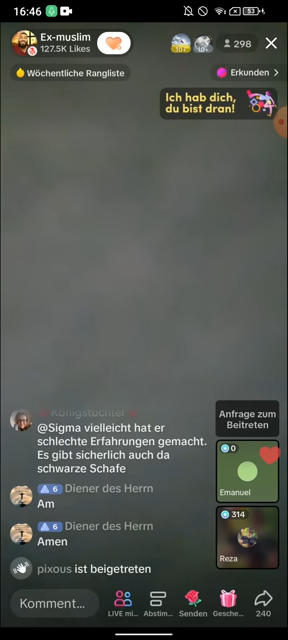 16:46
53
Ex-muslim
127.5K Likes
298
Wöchentliche Rangliste
Erkunden >
Ich hab dich,
du bist dran!
Königstochter
@Sigma vielleicht hat er
schlechte Erfahrungen gemacht.
Es gibt sicherlich auch da
schwarze Schafe
6 Diener des Herrn
Am
6 Diener des Herrn
Amen
pixous ist beigetreten
Anfrage zum
Beitreten
0
Emanuel
314
Reza
Komment...
LIVE mi...
Abstim...
Senden
Gesche...
240